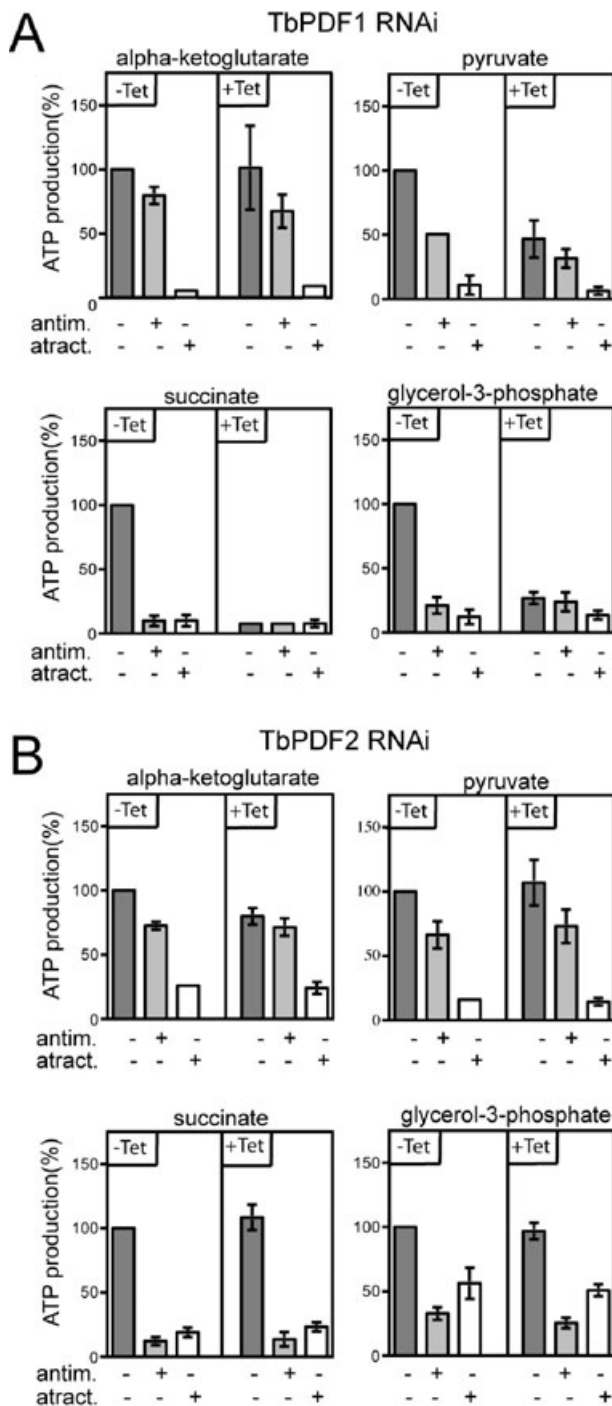 A
TbPDF1 RNAi
alpha-ketoglutarate
-Tet
+Tet
ATP production(%)
150
100
50
0
antim. - + - - + -
atract. - - + - - +
pyruvate
-Tet
+Tet
150
100
50
0
- + - - + -
- - + - - +
succinate
-Tet
+Tet
ATP production(%)
150
100
50
0
antim. - + - - + -
atract. - - + - - +
glycerol-3-phosphate
-Tet
+Tet
150
100
50
0
- + - - + -
- - + - - +
B
TbPDF2 RNAi
alpha-ketoglutarate
-Tet
+Tet
ATP production(%)
150
100
50
0
antim. - + - - + -
atract. - - + - - +
pyruvate
-Tet
+Tet
150
100
50
0
- + - - + -
- - + - - +
succinate
-Tet
+Tet
ATP production(%)
150
100
50
0
antim. - + - - + -
atract. - - + - - +
glycerol-3-phosphate
-Tet
+Tet
150
100
50
0
- + - - + -
- - + - - +